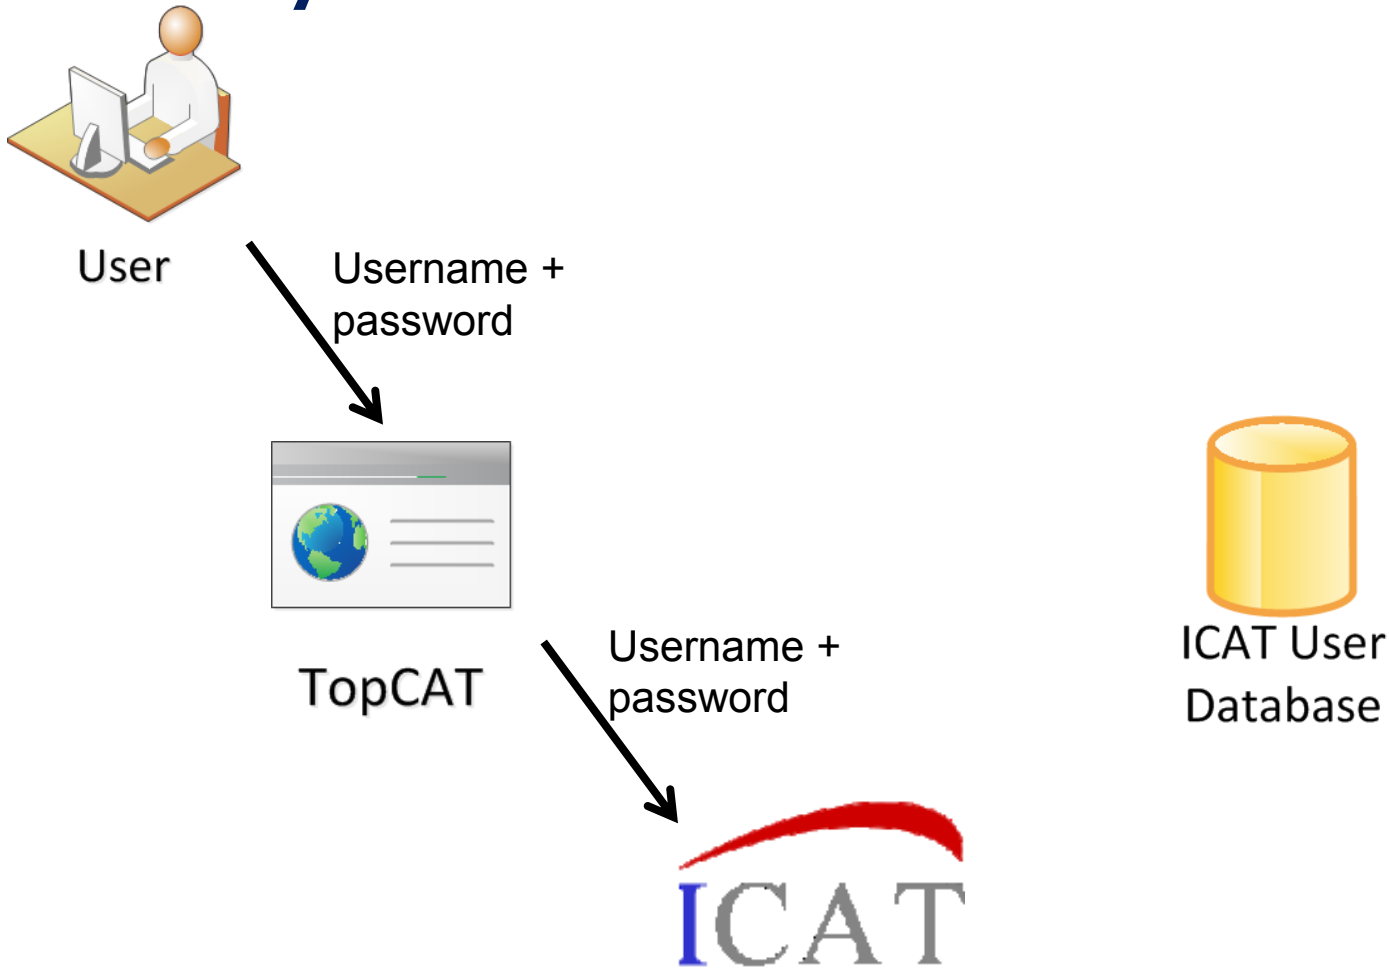 User
Username +
password
TopCAT
Username +
password
ICAT User
Database
ICAT